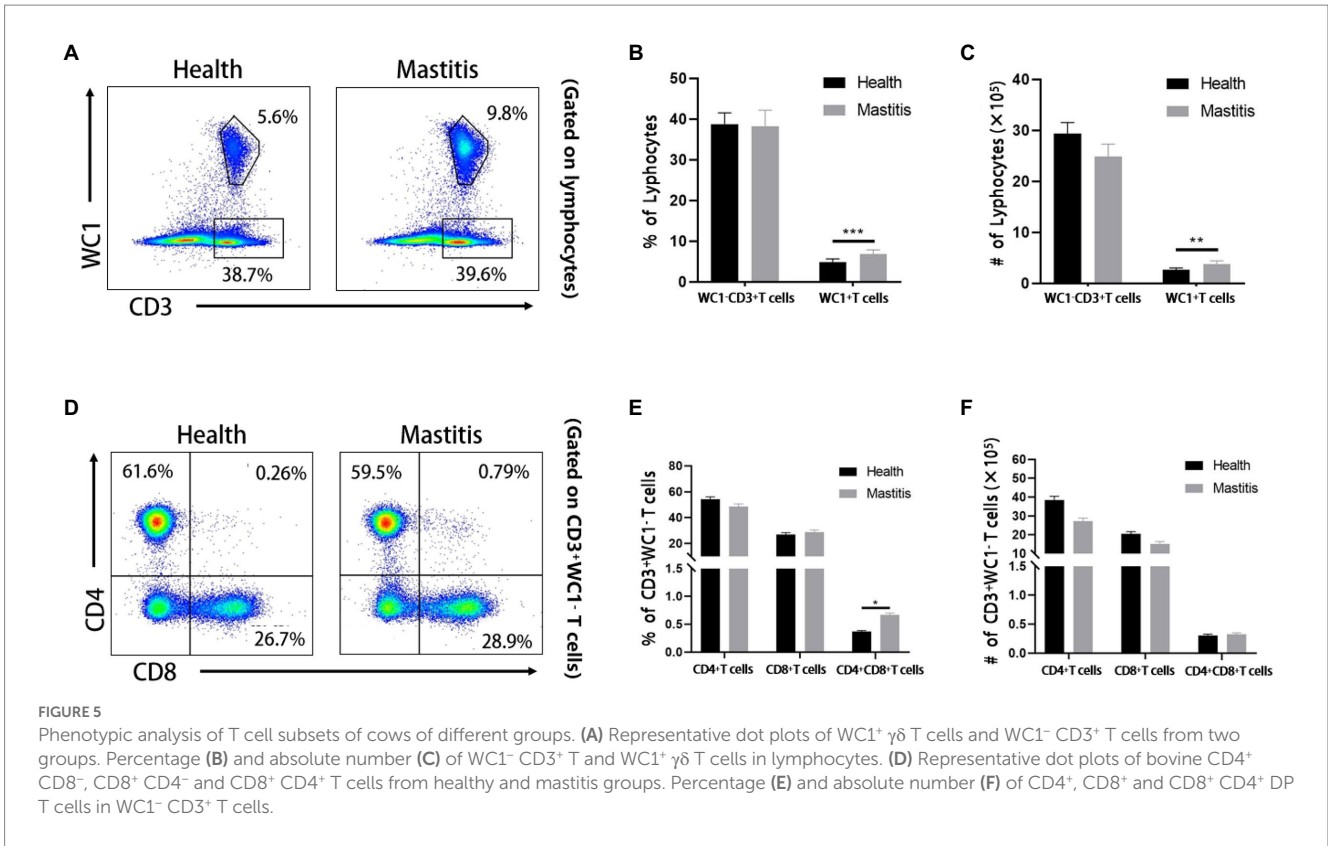 A
Health
Mastitis
5.6%
9.8%
38.7%
39.6%
WC1
CD3
(Gated on lymphocytes)
B
Health
Mastitis
% of Lyphocytes
50
40
30
20
10
0
***
WC1⁻CD3⁺T cells
WC1⁺T cells
C
Health
Mastitis
# of Lyphocytes (×10⁵)
40
30
20
10
0
**
WC1⁻CD3⁺T cells
WC1⁺T cells
D
Health
Mastitis
61.6%
0.26%
59.5%
0.79%
26.7%
28.9%
CD4
CD8
(Gated on CD3⁺WC1⁻ T cells)
E
Health
Mastitis
% of CD3⁺WC1⁻ T cells
80
60
40
20
1.5
1.0
0.5
0.0
*
CD4⁺T cells
CD8⁺T cells
CD4⁺CD8⁺T cells
F
Health
Mastitis
# of CD3⁺WC1⁻ T cells (×10⁵)
50
40
30
20
10
1.5
1.0
0.5
0.0
CD4⁺T cells
CD8⁺T cells
CD4⁺CD8⁺T cells
FIGURE 5
Phenotypic analysis of T cell subsets of cows of different groups. (A) Representative dot plots of WC1⁺ γδ T cells and WC1⁻ CD3⁺ T cells from two
groups. Percentage (B) and absolute number (C) of WC1⁻ CD3⁺ T and WC1⁺ γδ T cells in lymphocytes. (D) Representative dot plots of bovine CD4⁺
CD8⁻, CD8⁺ CD4⁻ and CD8⁺ CD4⁺ T cells from healthy and mastitis groups. Percentage (E) and absolute number (F) of CD4⁺, CD8⁺ and CD8⁺ CD4⁺ DP
T cells in WC1⁻ CD3⁺ T cells.